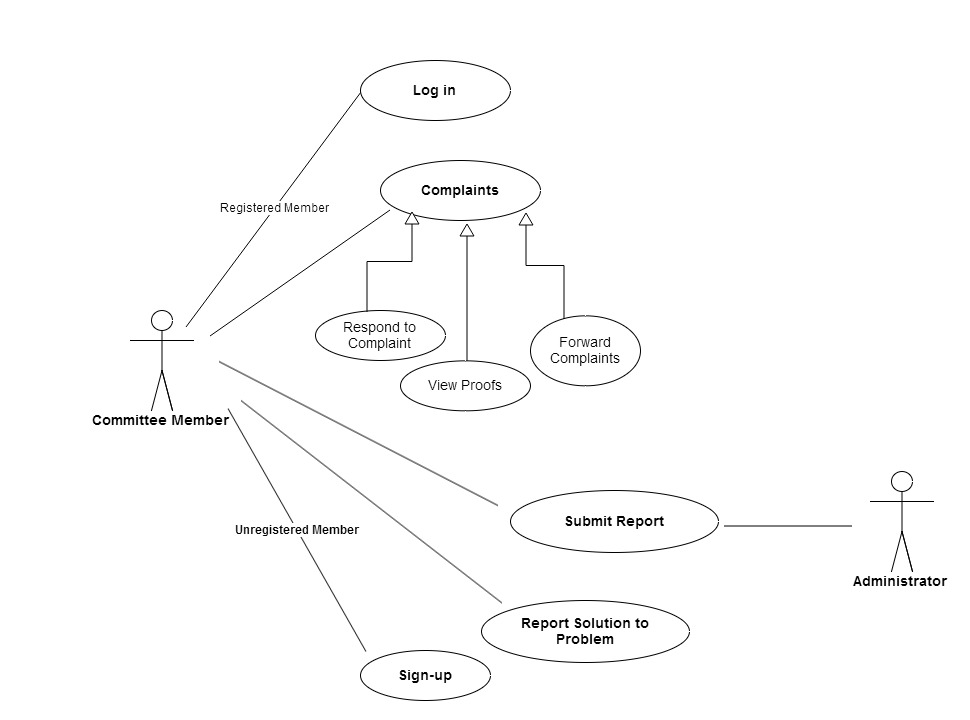 Log in
Complaints
Registered Member
Respond to
Complaint
Forward
Complaints
View Proofs
Committee Member
Submit Report
Unregistered Member
Administrator
Report Solution to
Problem
Sign-up